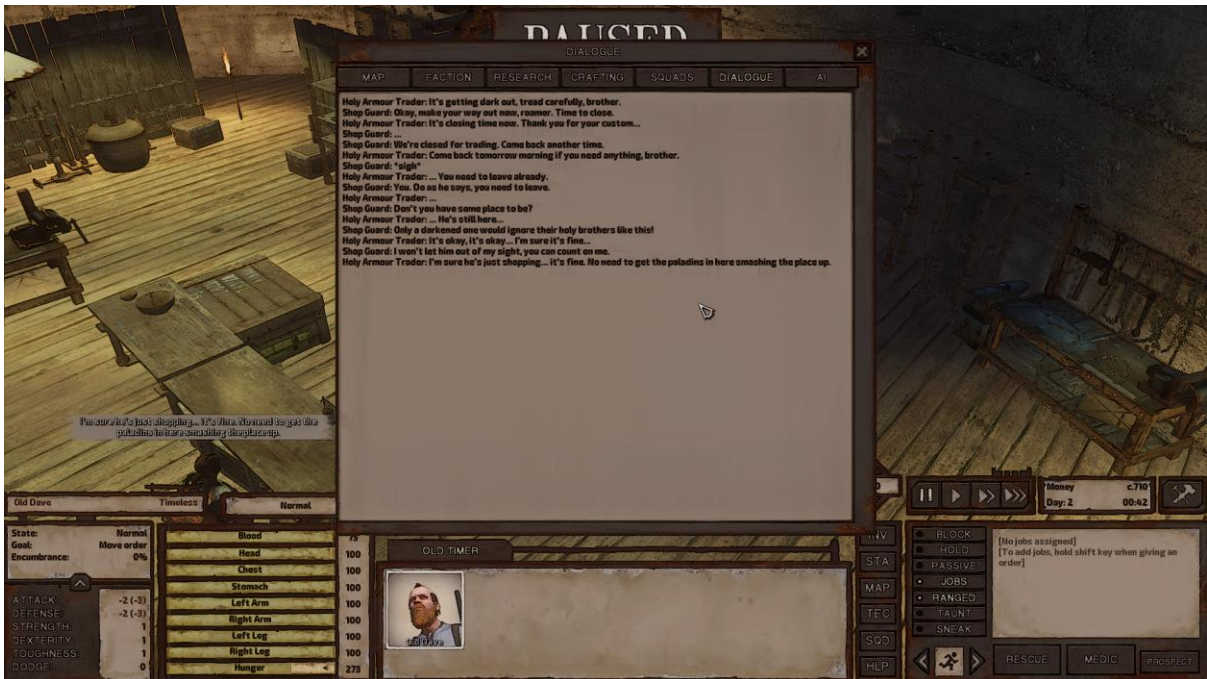 PAUSED
DIALOGUE
MAP
FACTION
RESEARCH
CRAFTING
SQUADS
DIALOGUE
AI
Holy Armour Trader: It's getting dark out, tread carefully, brother.
Shop Guard: Okay, make your way out now, roamer. Time to close.
Holy Armour Trader: It's closing time now. Thank you for your custom...
Shop Guard: ...
Shop Guard: We're closed for trading. Come back another time.
Holy Armour Trader: Come back tomorrow morning if you need anything, brother.
Shop Guard: *sigh*
Holy Armour Trader: ... You need to leave already.
Shop Guard: You. Do as he says, you need to leave.
Holy Armour Trader: ...
Shop Guard: Don't you have some place to be?
Holy Armour Trader: ... He's still here...
Shop Guard: Only a darkened one would ignore their holy brothers like this!
Holy Armour Trader: It's okay, it's okay... I'm sure it's fine...
Shop Guard: I won't let him out of my sight, you can count on me.
Holy Armour Trader: I'm sure he's just shopping... it's fine. No need to get the paladins in here smashing the place up.
I'm sure he's just shopping... it's fine. No need to get the
paladins in here smashing the place up.
Old Dave
Timeless
Normal
State: Normal
Goal: Move order
Encumbrance: 0%
ATTACK: -2 (-3)
DEFENSE: -2 (-3)
STRENGTH: 1
DEXTERITY: 1
TOUGHNESS: 1
DODGE: 0
Blood 75
Head 100
Chest 100
Stomach 100
Left Arm 100
Right Arm 100
Left Leg 100
Right Leg 100
Hunger < 273
OLD TIMER
Old Dave
INV
STA
MAP
TEC
SQD
HLP
Money c.710
Day: 2 00:42
BLOCK
HOLD
PASSIVE
JOBS
RANGED
TAUNT
SNEAK
[No jobs assigned]
[To add jobs, hold shift key when giving an
order]
RESCUE
MEDIC
PROSPECT